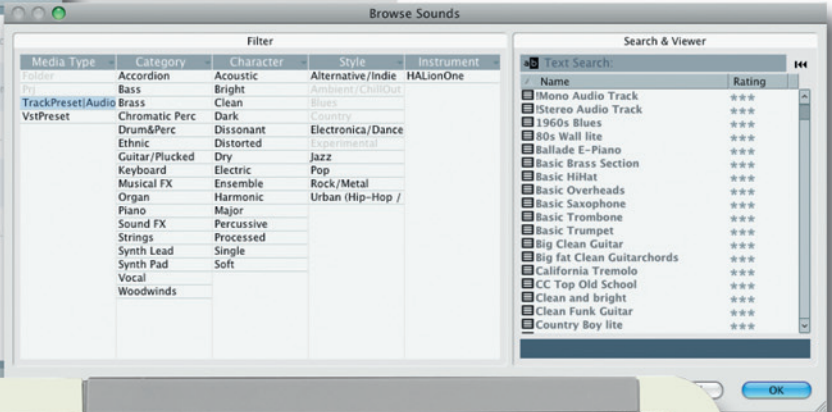 Browse Sounds
Filter
Media Type Category Character Style Instrument
Folder Accordion Acoustic Alternative/Indie HALionOne
Prj Bass Bright Ambient/ChillOut
TrackPreset|Audio Brass Clean Blues
VstPreset Chromatic Perc Dark Country
Drum&Perc Dissonant Electronica/Dance
Ethnic Distorted Experimental
Guitar/Plucked Dry Jazz
Keyboard Electric Pop
Musical FX Ensemble Rock/Metal
Organ Harmonic Urban (Hip-Hop /
Piano Major
Sound FX Percussive
Strings Processed
Synth Lead Single
Synth Pad Soft
Vocal
Woodwinds
Search & Viewer
ab Text Search:
/ Name Rating
!Mono Audio Track ***
!Stereo Audio Track ***
1960s Blues ***
80s Wall lite ***
Ballade E-Piano ***
Basic Brass Section ***
Basic HiHat ***
Basic Overheads ***
Basic Saxophone ***
Basic Trombone ***
Basic Trumpet ***
Big Clean Guitar ***
Big fat Clean Guitarchords ***
California Tremolo ***
CC Top Old School ***
Clean and bright ***
Clean Funk Guitar ***
Country Boy lite ***
OK